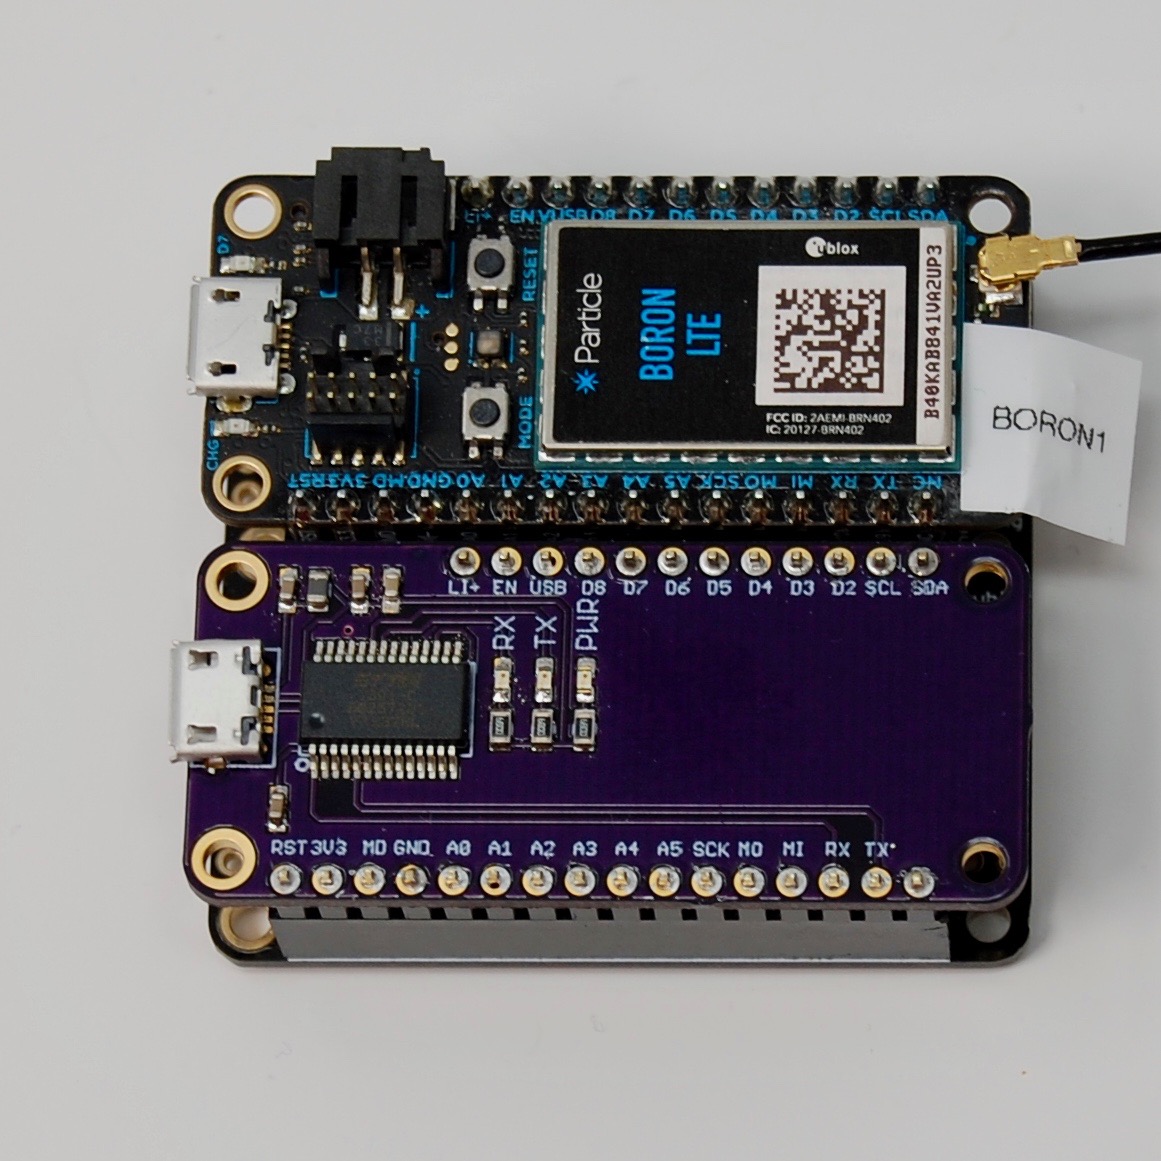 LI+ EN VUSB D8 D7 D6 D5 D4 D3 D2 SCL SDA
D7
RESET
MODE
CHG
+
Particle
BORON
LTE
ublox
B40KAB841VA2UP3
FCC ID: 2AEMI-BRN402
IC: 20127-BRN402
BORON1
RST 3V3 MD GND A0 A1 A2 A3 A4 A5 SCK MO MI RX TX NC
LI+ EN USB D8 D7 D6 D5 D4 D3 D2 SCL SDA
RX
TX
PWR
RST 3V3 MD GND A0 A1 A2 A3 A4 A5 SCK MO MI RX TX